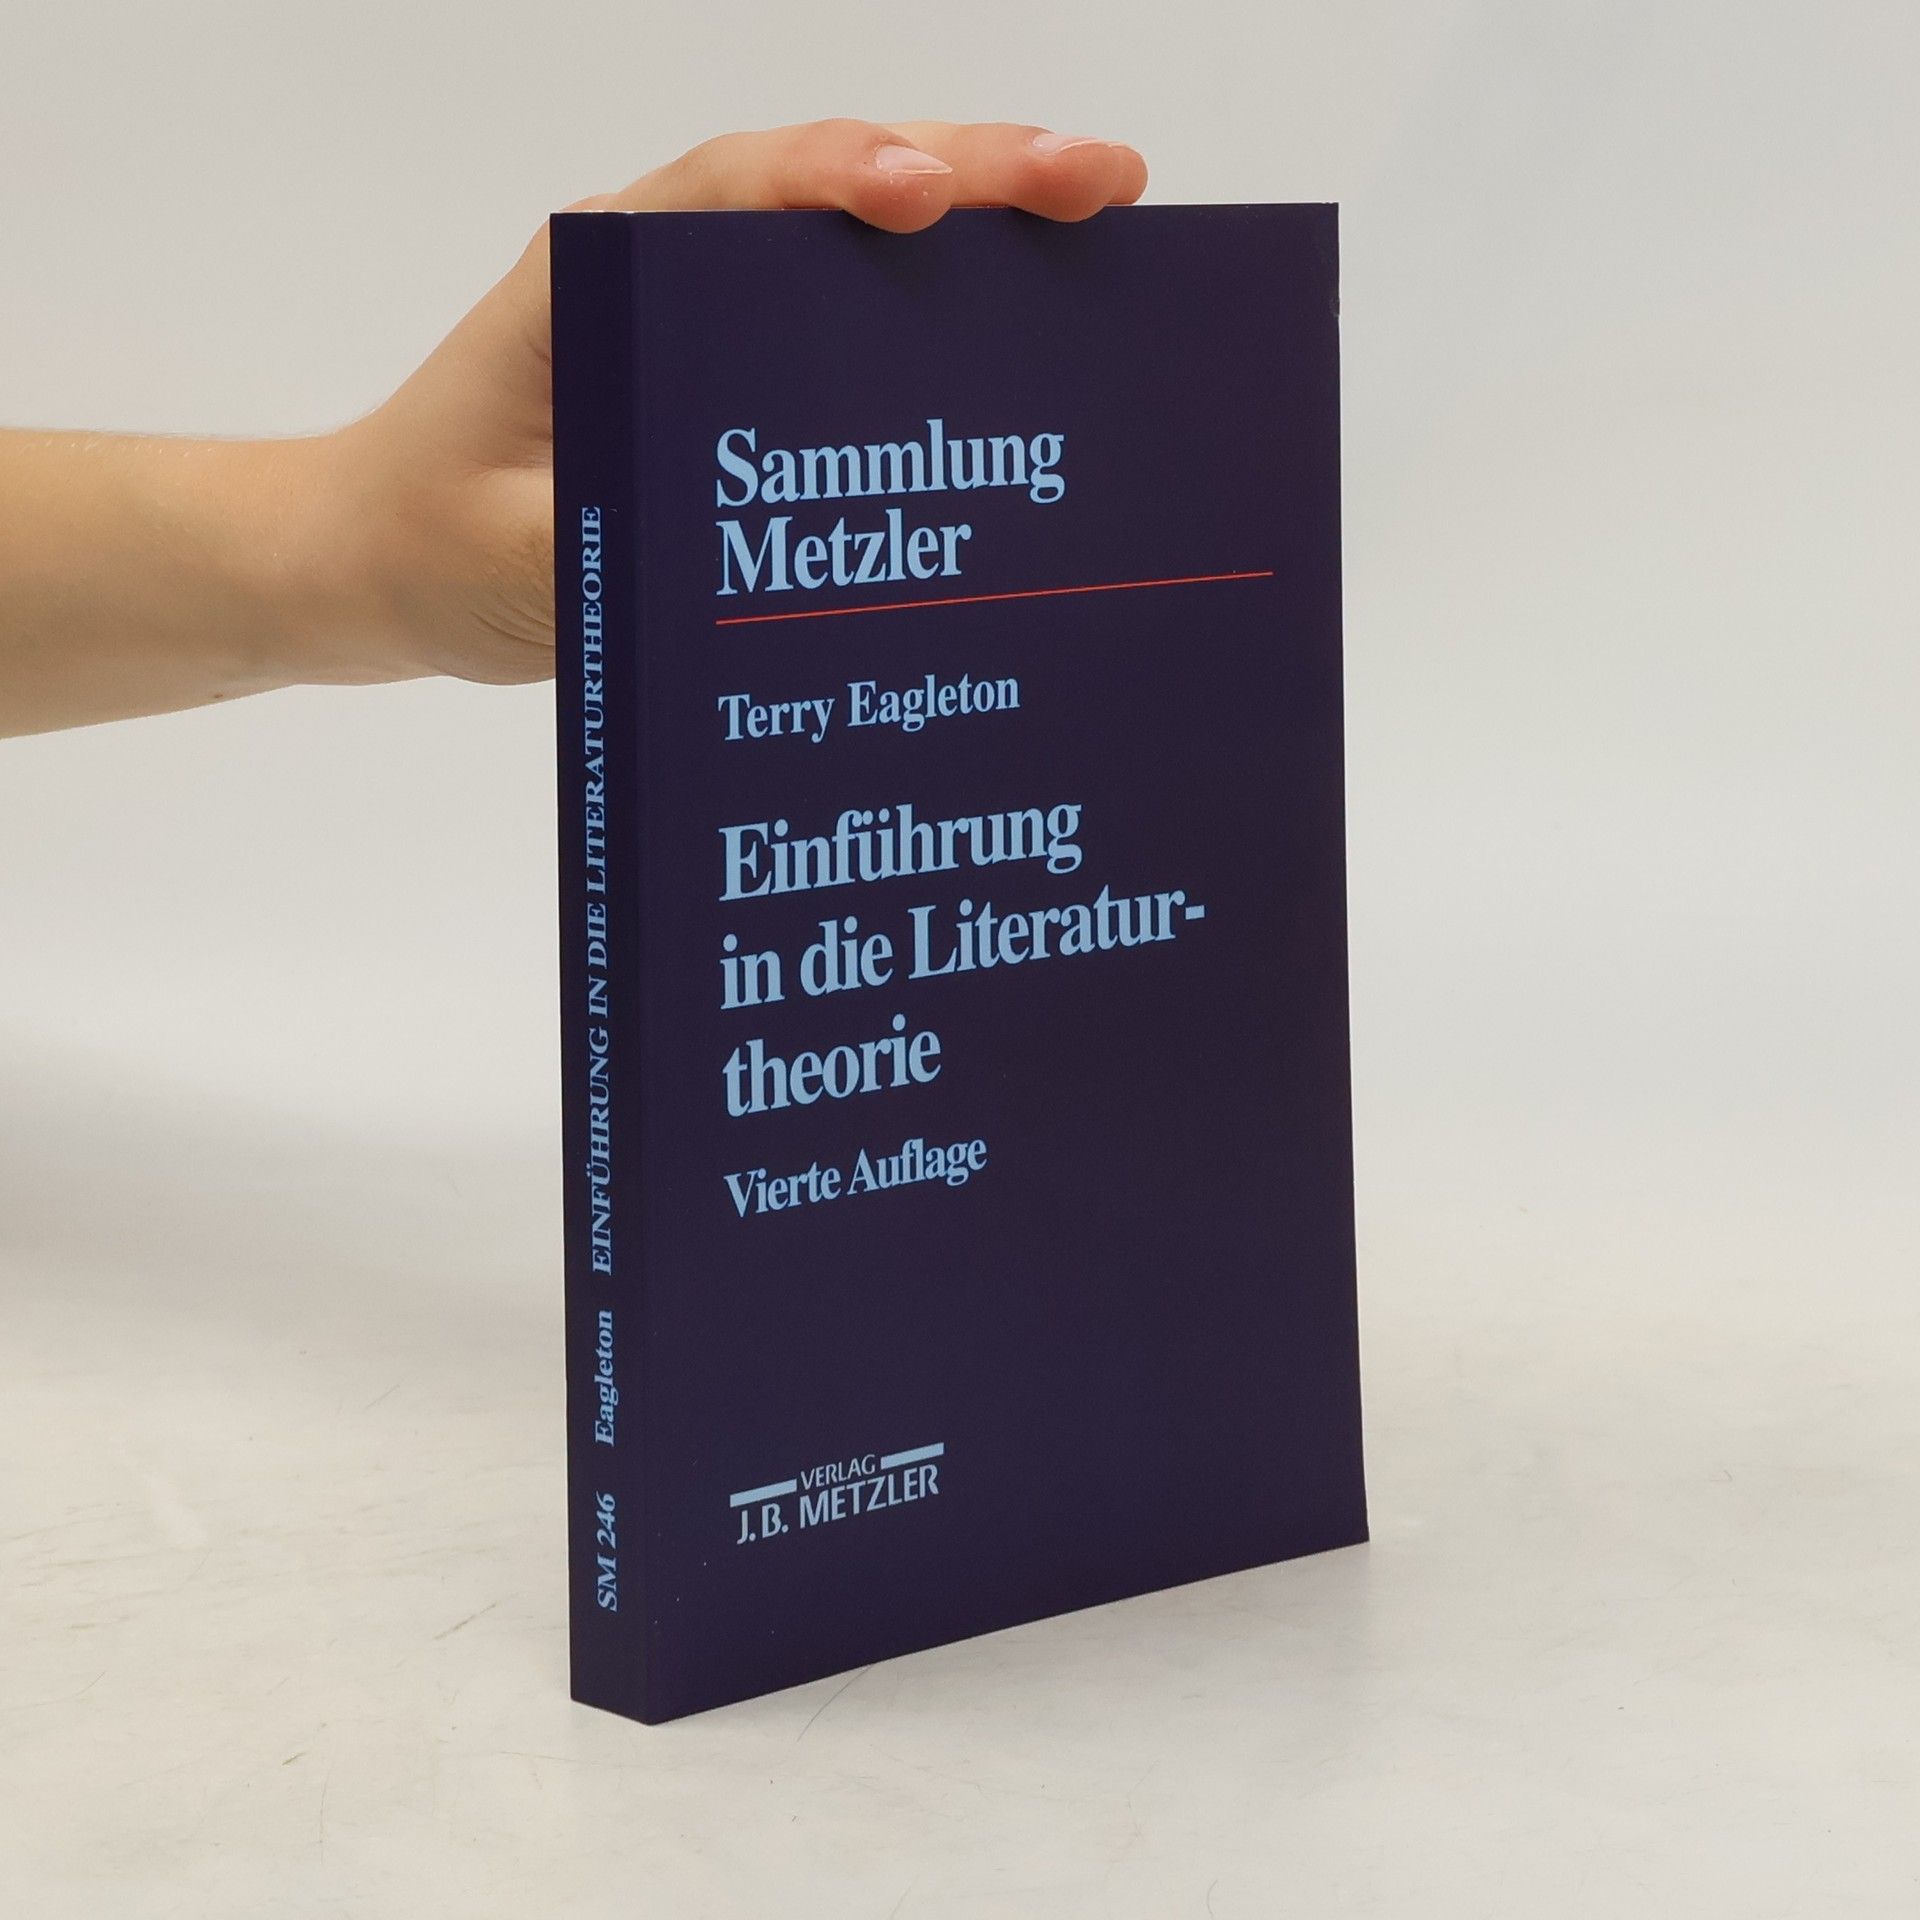 Sammlung
Metzler
Terry Eagleton
Einführung
in die Literatur-
theorie
Vierte Auflage
VERLAG
J.B. METZLER
SM 246 Eagleton EINFÜHRUNG IN DIE LITERATURTHEORIE